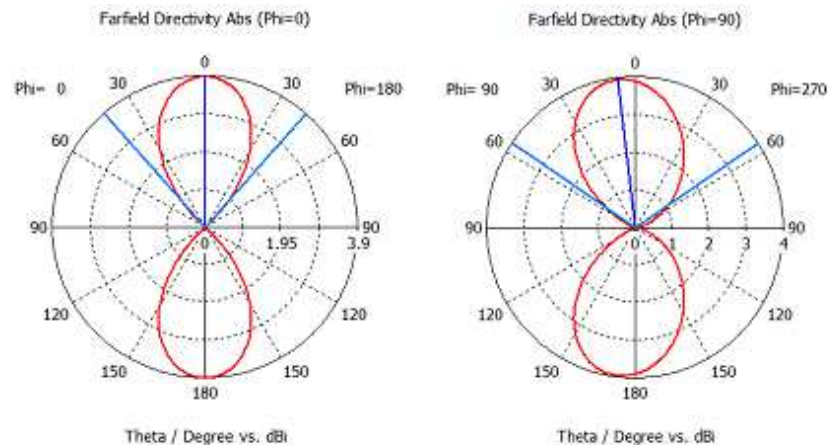 Farfield Directivity Abs (Phi=0)
0
30 30
Phi= 0 Phi=180
60 60
90 90
0 1.95 3.9
120 120
150 150
180
Theta / Degree vs. dBi
Farfield Directivity Abs (Phi=90)
0
30 30
Phi= 90 Phi=270
60 60
90 90
0 1 2 3 4
120 120
150 150
180
Theta / Degree vs. dBi